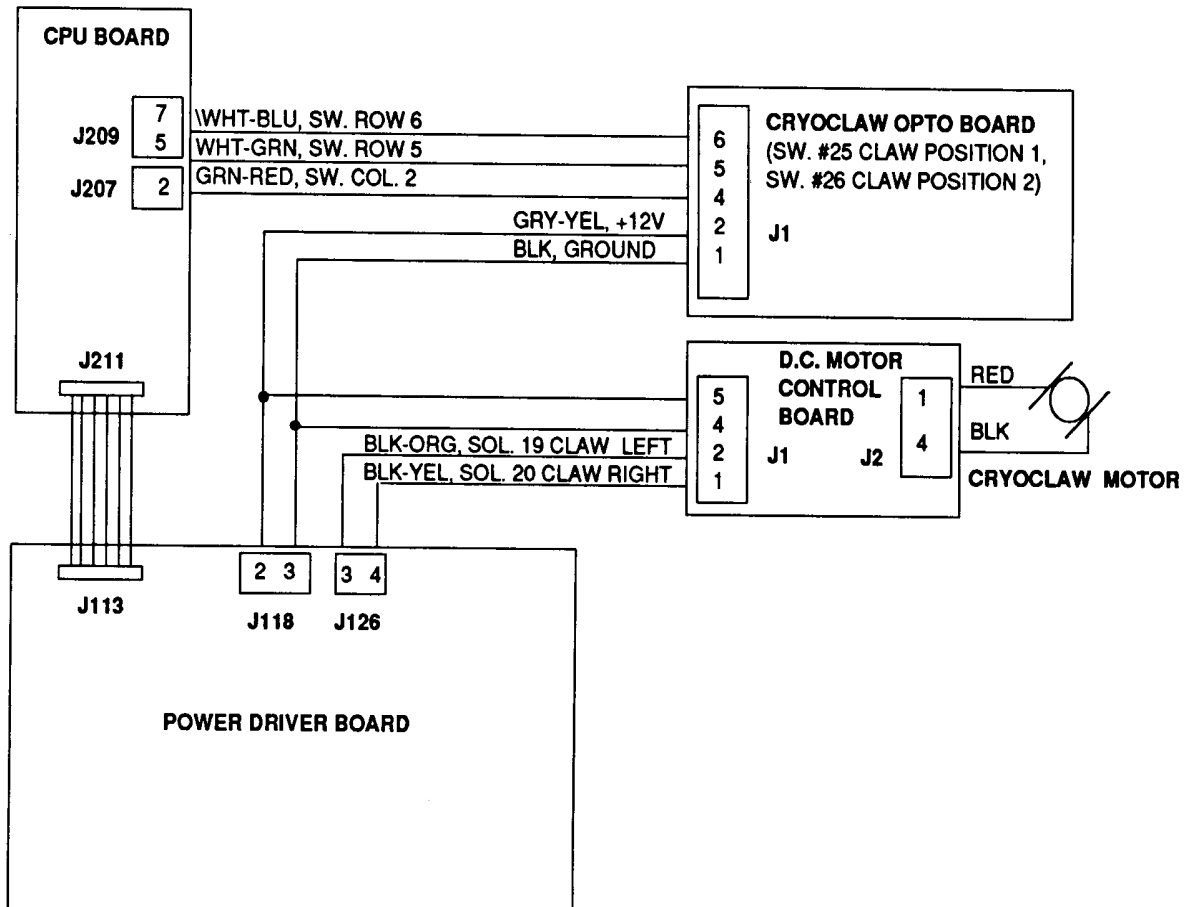 CPU BOARD
J209
7
5
J207
2
\WHT-BLU, SW. ROW 6
WHT-GRN, SW. ROW 5
GRN-RED, SW. COL. 2
GRY-YEL, +12V
BLK, GROUND
6
5
4
2
1
CRYOCLAW OPTO BOARD
(SW. #25 CLAW POSITION 1,
SW. #26 CLAW POSITION 2)
J1
J211
5
4
2
1
D.C. MOTOR
CONTROL
BOARD
J1
J2
1
4
RED
BLK
CRYOCLAW MOTOR
BLK-ORG, SOL. 19 CLAW LEFT
BLK-YEL, SOL. 20 CLAW RIGHT
J113
2 3
J118
3 4
J126
POWER DRIVER BOARD